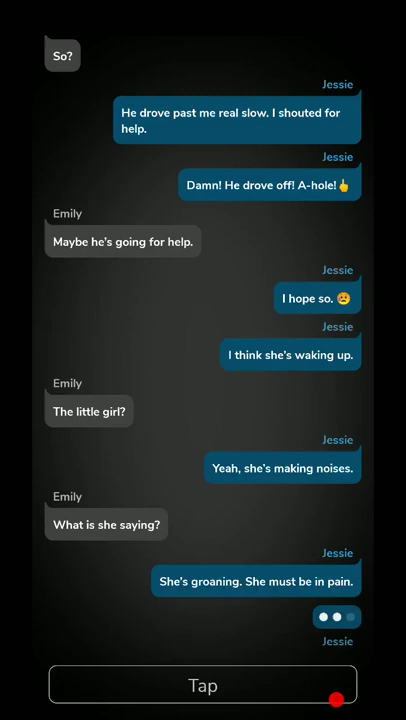 So?
Jessie
He drove past me real slow. I shouted for
help.
Jessie
Damn! He drove off! A-hole!👆
Emily
Maybe he's going for help.
Jessie
I hope so. 😥
Jessie
I think she's waking up.
Emily
The little girl?
Jessie
Yeah, she's making noises.
Emily
What is she saying?
Jessie
She's groaning. She must be in pain.
Jessie
Tap